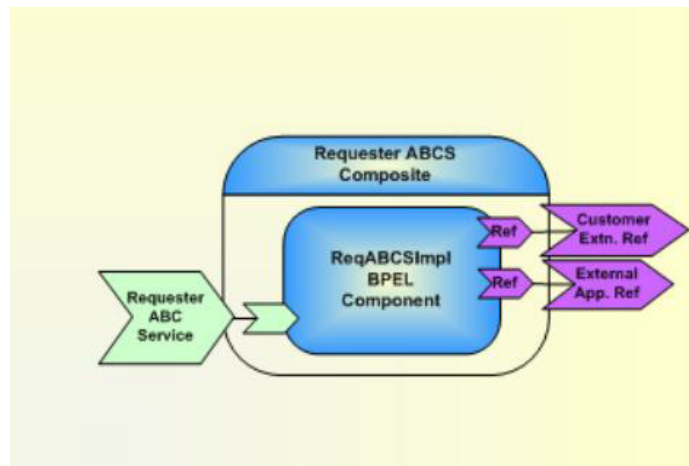 Requester ABCS
Composite
Ref
Customer
Extn. Ref
ReqABCSImpl
BPEL
Component
Ref
External
App. Ref
Requester
ABC
Service